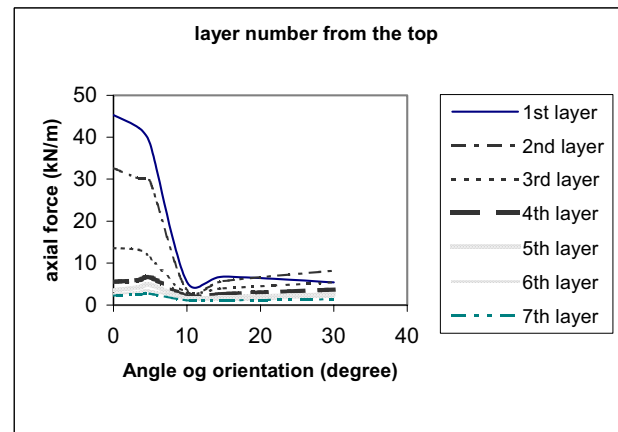 layer number from the top
50
40
30
20
10
0
0 10 20 30 40
axial force (kN/m)
Angle og orientation (degree)
1st layer
2nd layer
3rd layer
4th layer
5th layer
6th layer
7th layer